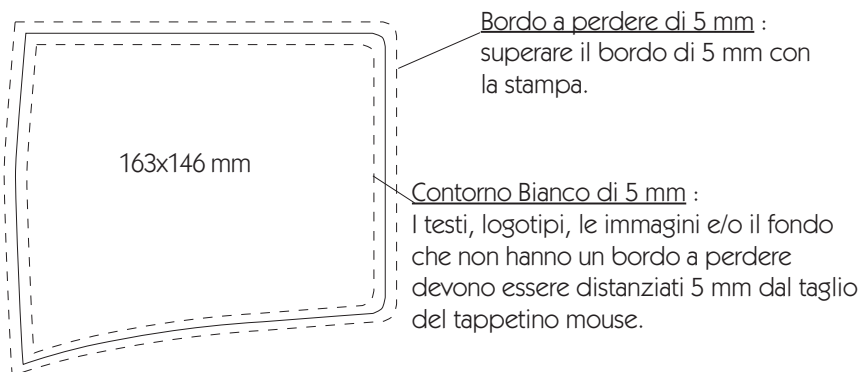 Bordo a perdere di 5 mm :
superare il bordo di 5 mm con
la stampa.
163x146 mm
Contorno Bianco di 5 mm :
I testi, logotipi, le immagini e/o il fondo
che non hanno un bordo a perdere
devono essere distanziati 5 mm dal taglio
del tappetino mouse.